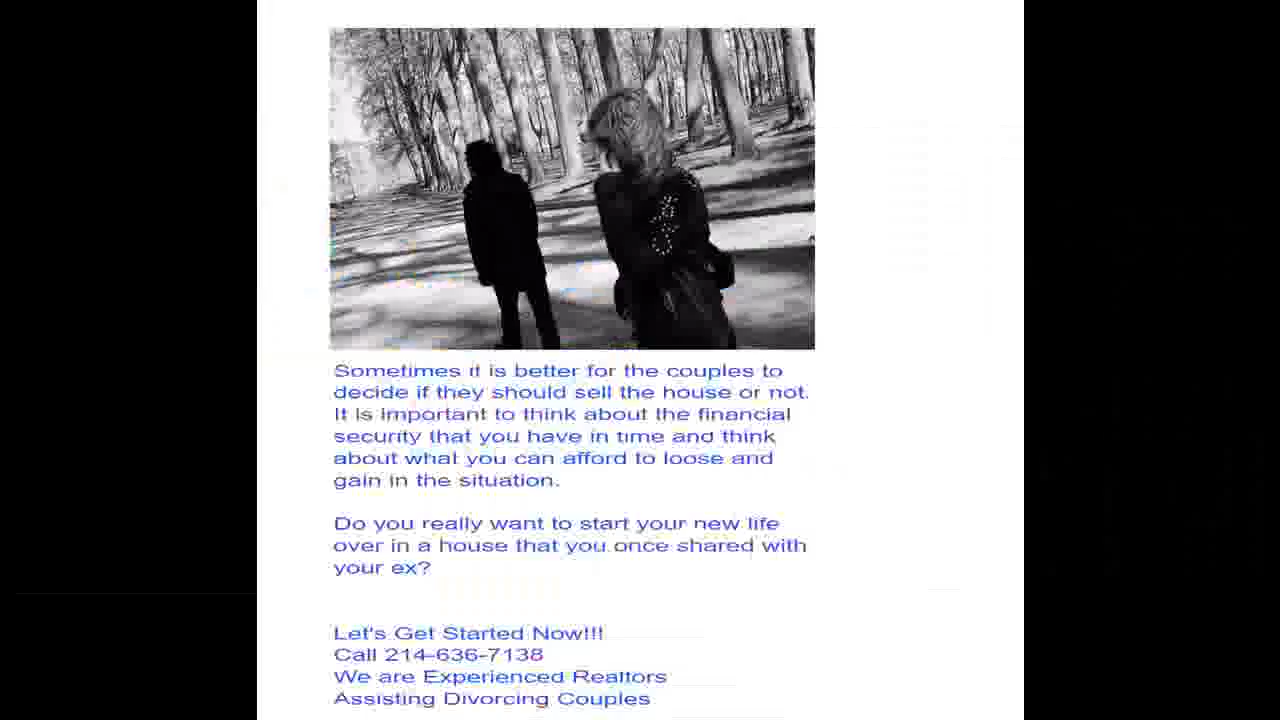 Sometimes it is better for the couples to
decide if they should sell the house or not.
It is important to think about the financial
security that you have in time and think
about what you can afford to loose and
gain in the situation.
Do you really want to start your new life
over in a house that you once shared with
your ex?
Let's Get Started Now!!!
Call 214-636-7138
We are Experienced Realtors
Assisting Divorcing Couples